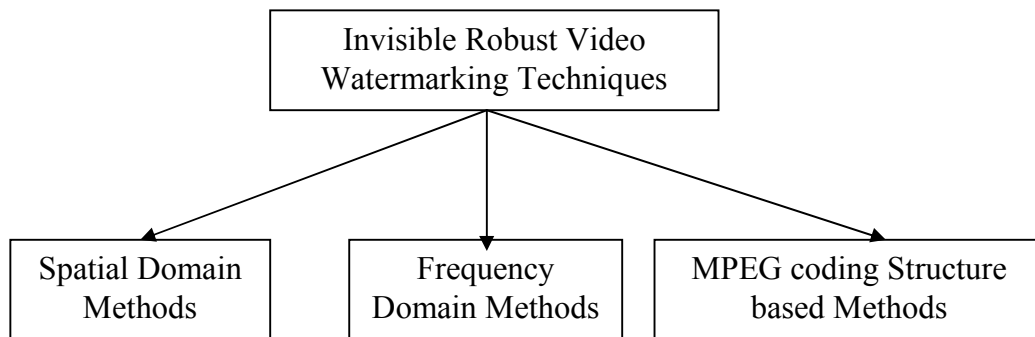 Invisible Robust Video
Watermarking Techniques
Spatial Domain
Methods
Frequency
Domain Methods
MPEG coding Structure
based Methods